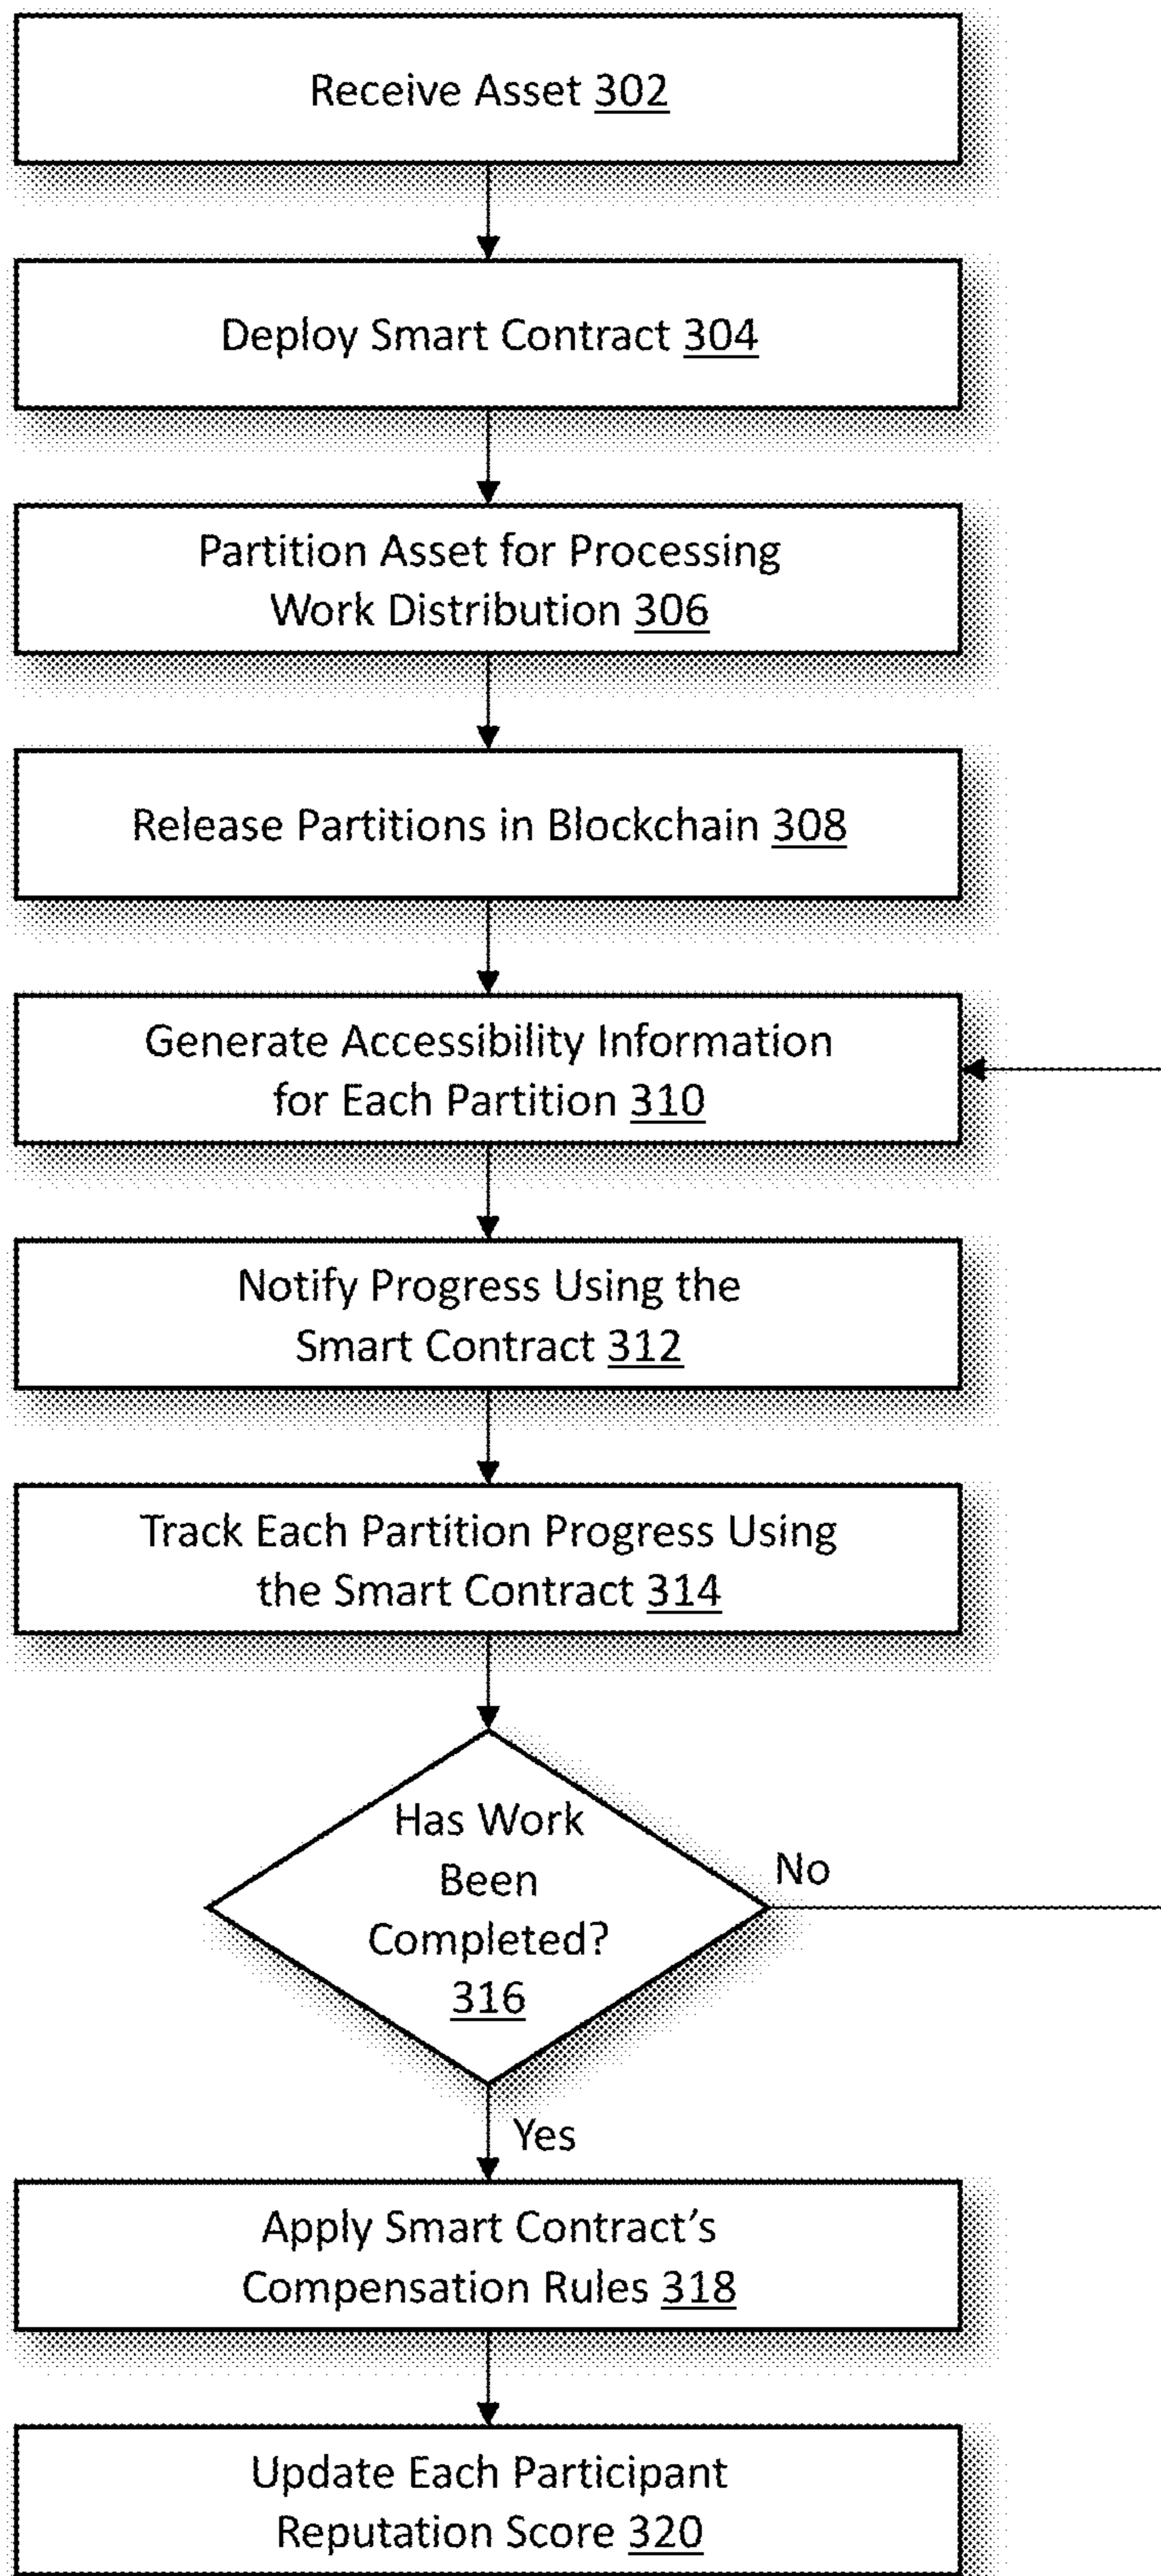 Receive Asset 302
Deploy Smart Contract 304
Partition Asset for Processing
Work Distribution 306
Release Partitions in Blockchain 308
Generate Accessibility Information
for Each Partition 310
Notify Progress Using the
Smart Contract 312
Track Each Partition Progress Using
the Smart Contract 314
Has Work
Been
Completed?
316
No
Yes
Apply Smart Contract’s
Compensation Rules 318
Update Each Participant
Reputation Score 320